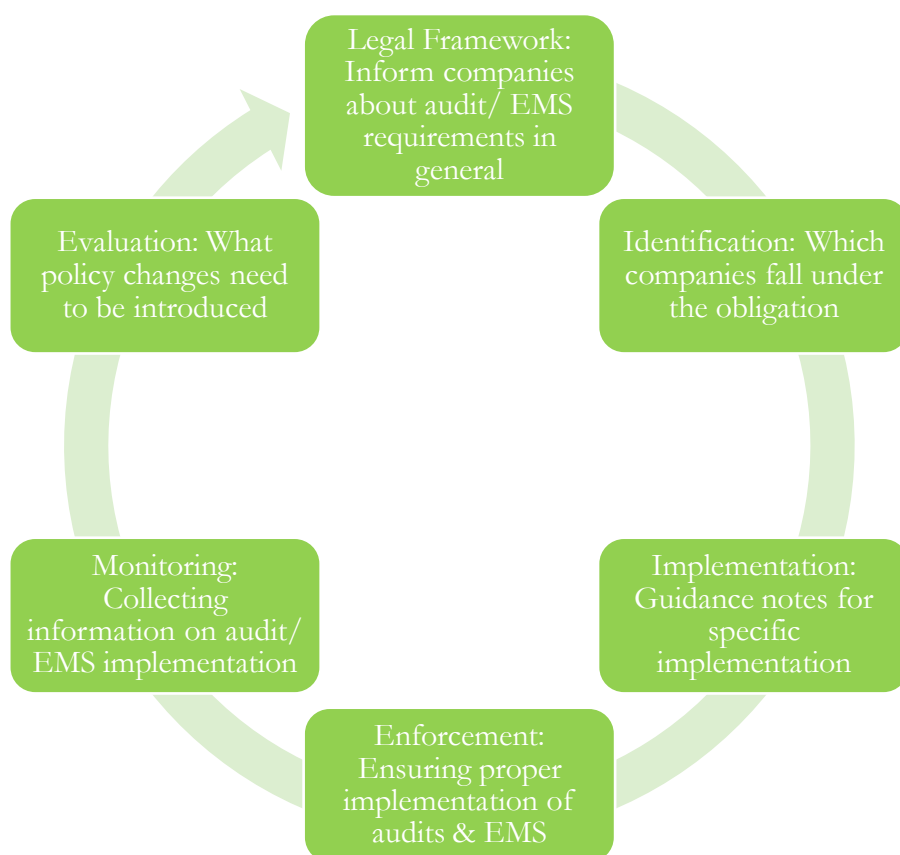 Legal Framework:
Inform companies
about audit/ EMS
requirements in
general
Identification: Which
companies fall under
the obligation
Implementation:
Guidance notes for
specific
implementation
Enforcement:
Ensuring proper
implementation of
audits & EMS
Monitoring:
Collecting
information on audit/
EMS implementation
Evaluation: What
policy changes need
to be introduced